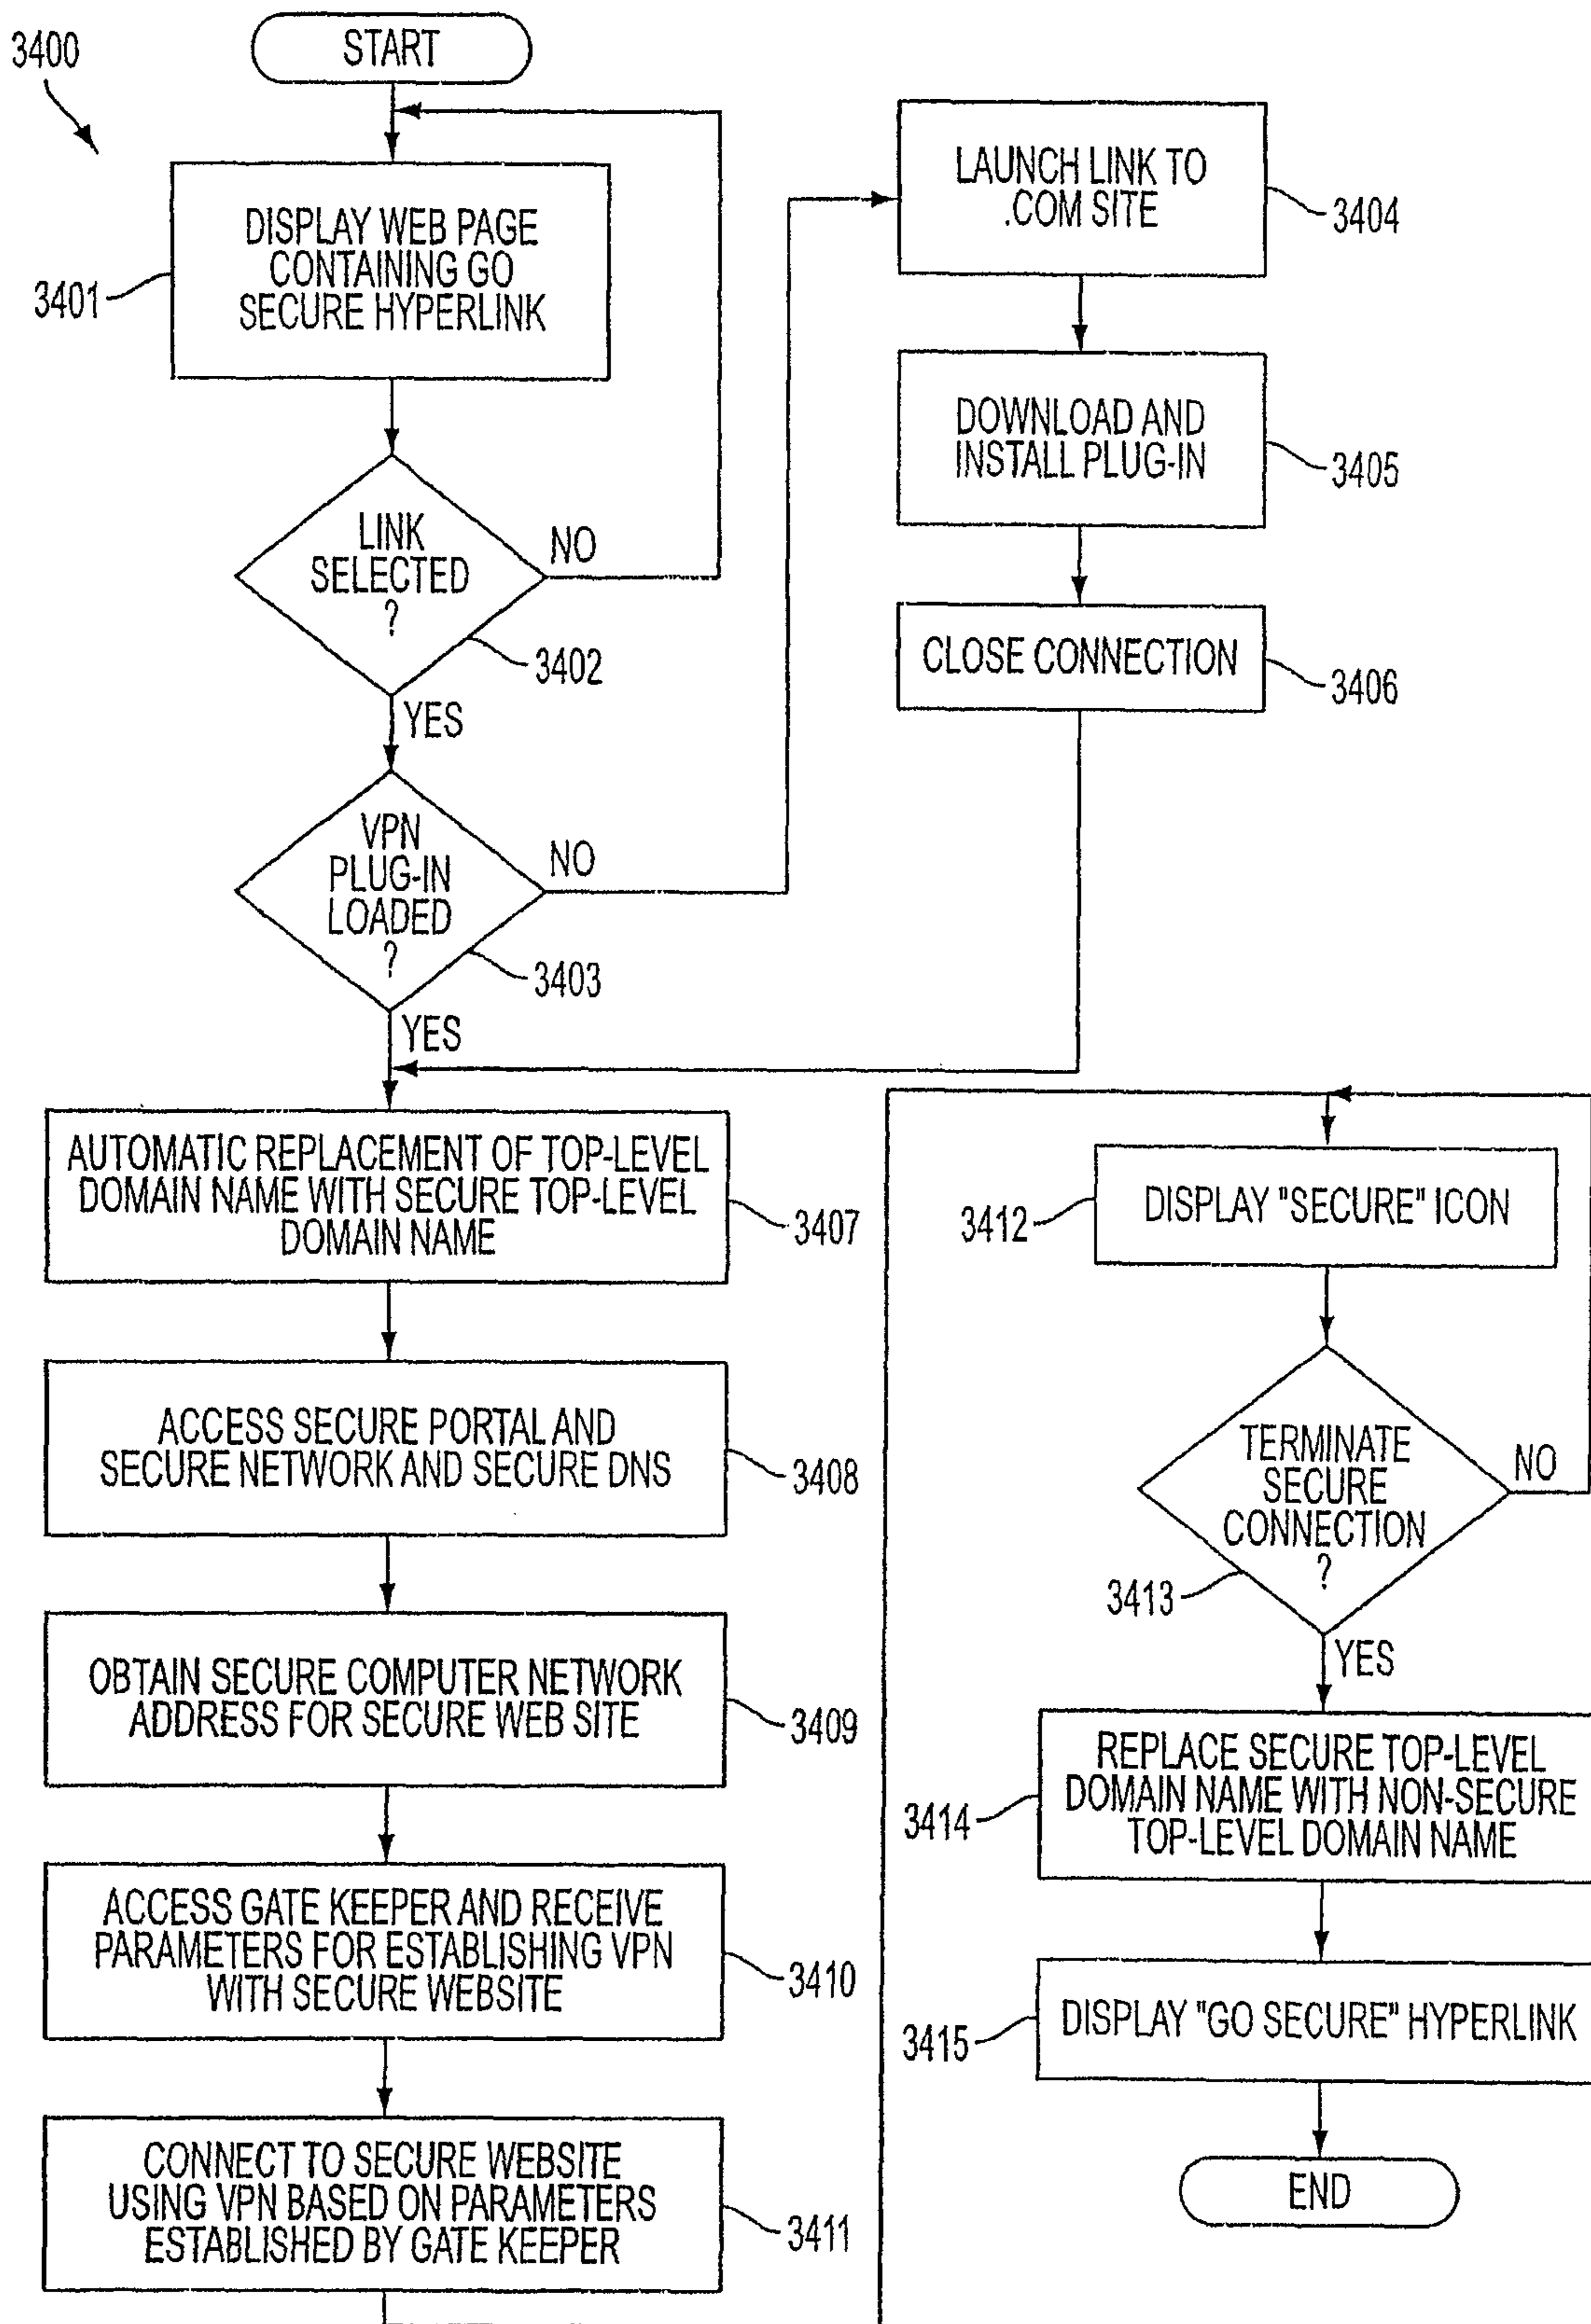 3400
START
3401
DISPLAY WEB PAGE
CONTAINING GO
SECURE HYPERLINK
LINK
SELECTED
?
NO
3402
YES
VPN
PLUG-IN
LOADED
?
NO
3403
YES
LAUNCH LINK TO
.COM SITE
3404
DOWNLOAD AND
INSTALL PLUG-IN
3405
CLOSE CONNECTION
3406
AUTOMATIC REPLACEMENT OF TOP-LEVEL
DOMAIN NAME WITH SECURE TOP-LEVEL
DOMAIN NAME
3407
ACCESS SECURE PORTAL AND
SECURE NETWORK AND SECURE DNS
3408
OBTAIN SECURE COMPUTER NETWORK
ADDRESS FOR SECURE WEB SITE
3409
ACCESS GATE KEEPER AND RECEIVE
PARAMETERS FOR ESTABLISHING VPN
WITH SECURE WEBSITE
3410
CONNECT TO SECURE WEBSITE
USING VPN BASED ON PARAMETERS
ESTABLISHED BY GATE KEEPER
3411
3412
DISPLAY "SECURE" ICON
TERMINATE
SECURE
CONNECTION
?
NO
3413
YES
REPLACE SECURE TOP-LEVEL
DOMAIN NAME WITH NON-SECURE
TOP-LEVEL DOMAIN NAME
3414
DISPLAY "GO SECURE" HYPERLINK
3415
END